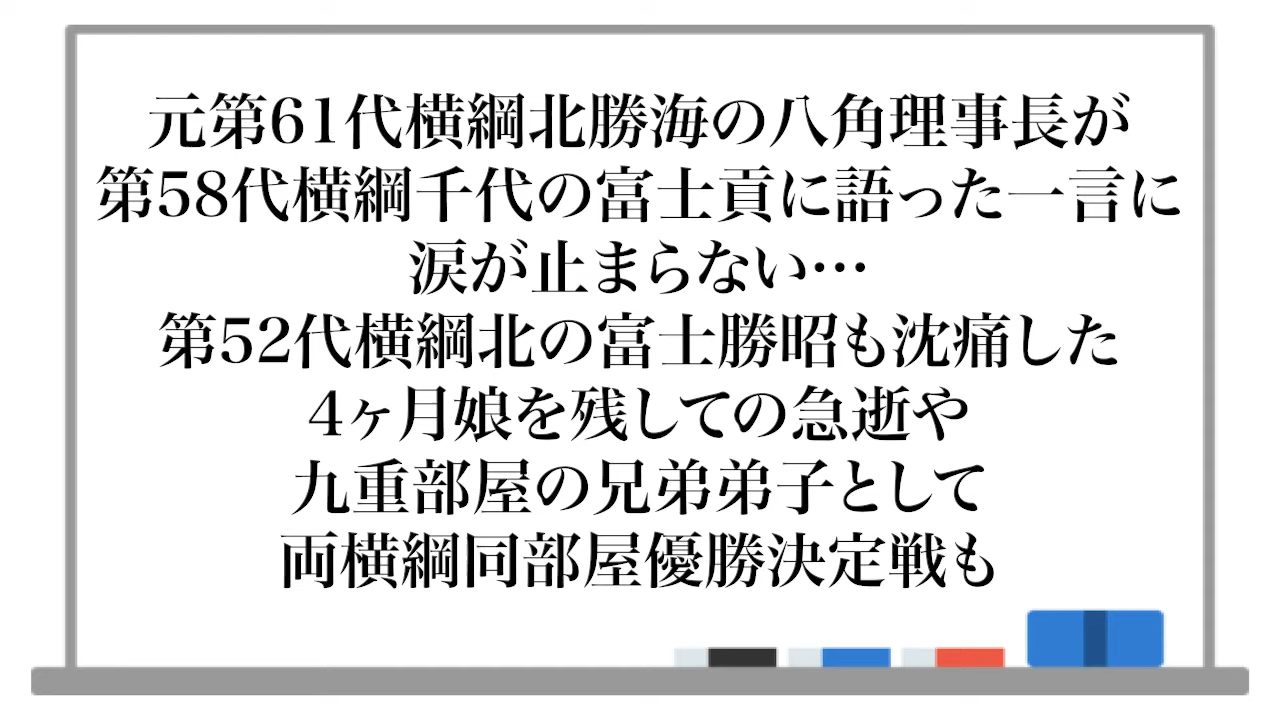 元第61代横綱北勝海の八角理事長が
第58代横綱千代の富士貢に語った一言に
涙が止まらない…
第52代横綱北の富士勝昭も沈痛した
4ヶ月娘を残しての急逝や
九重部屋の兄弟弟子として
両横綱同部屋優勝決定戦も